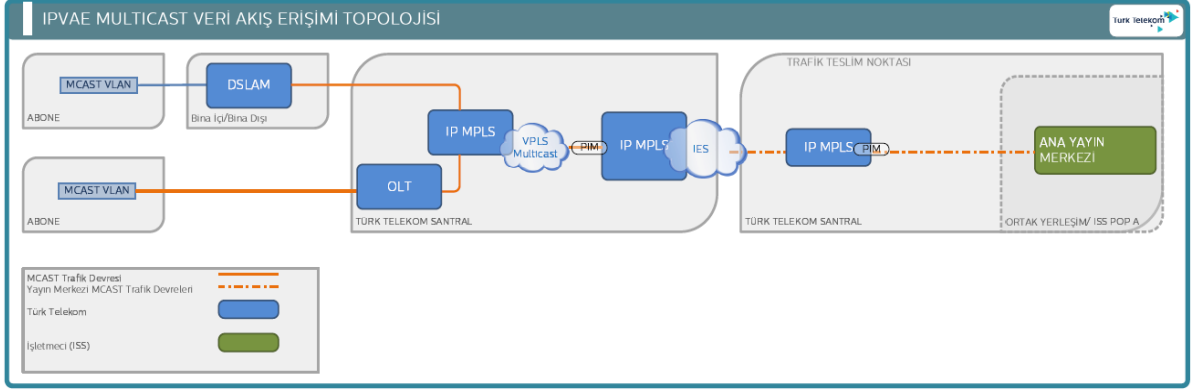 IPVAE MULTICAST VERİ AKIŞ ERİŞİMİ TOPOLOJİSİ
Türk Telekom
MCAST VLAN
ABONE
DSLAM
Bina İçi/Bina Dışı
MCAST VLAN
ABONE
OLT
IP MPLS
VPLS
Multicast
PIM
IP MPLS
IES
TÜRK TELEKOM SANTRAL
TRAFİK TESLİM NOKTASI
IP MPLS
PIM
TÜRK TELEKOM SANTRAL
ANA YAYIN
MERKEZİ
ORTAK YERLEŞİM/ ISS POP A
MCAST Trafik Devresi
Yayın Merkezi MCAST Trafik Devreleri
Türk Telekom
İşletmeci (ISS)